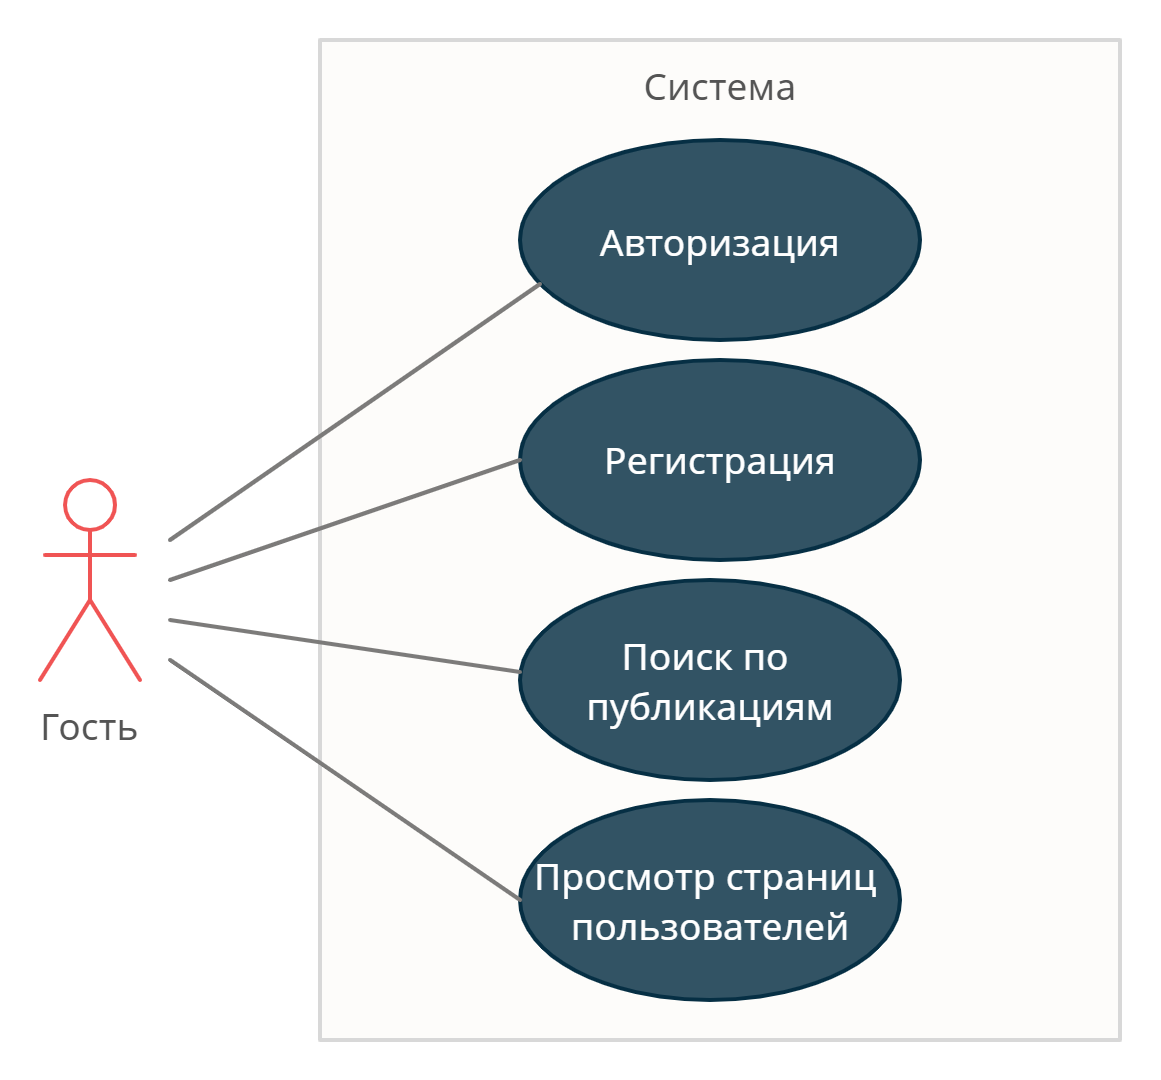 Система
Авторизация
Регистрация
Поиск по
публикациям
Просмотр страниц
пользователей
Гость